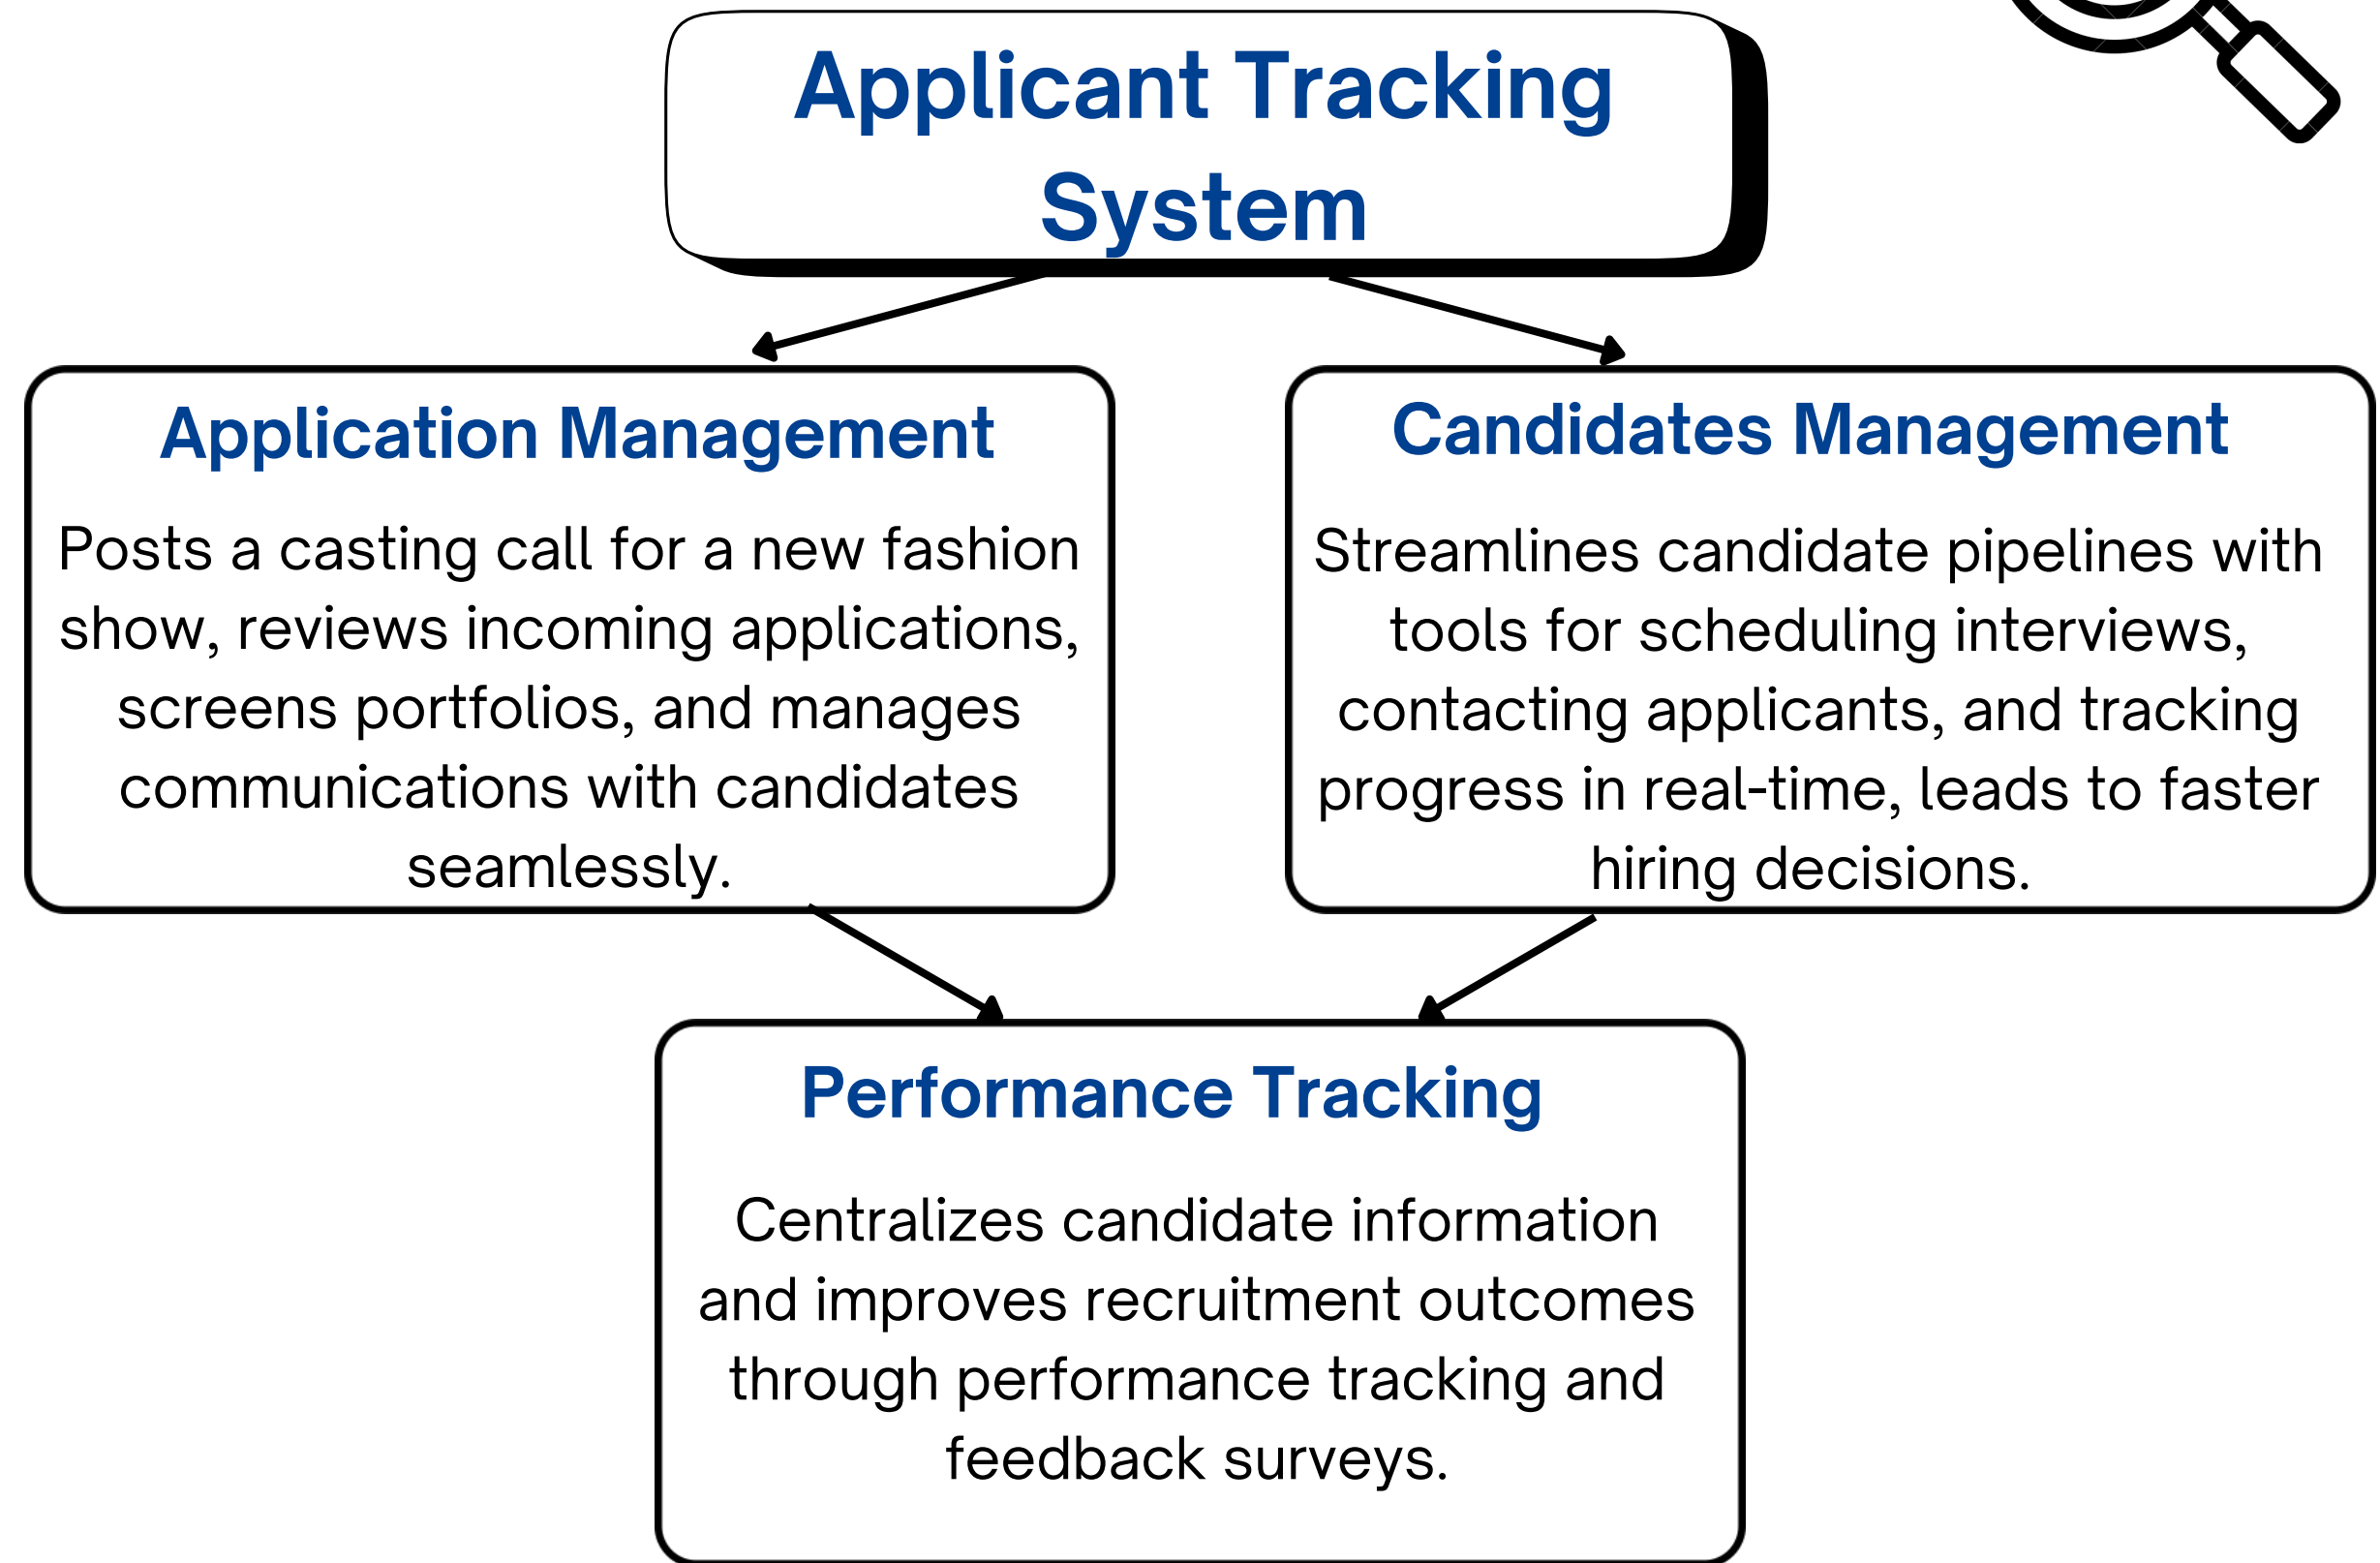 Applicant Tracking
System
Application Management
Posts a casting call for a new fashion
show, reviews incoming applications,
screens portfolios, and manages
communications with candidates
seamlessly.
Candidates Management
Streamlines candidate pipelines with
tools for scheduling interviews,
contacting applicants, and tracking
progress in real-time, leads to faster
hiring decisions.
Performance Tracking
Centralizes candidate information
and improves recruitment outcomes
through performance tracking and
feedback surveys.